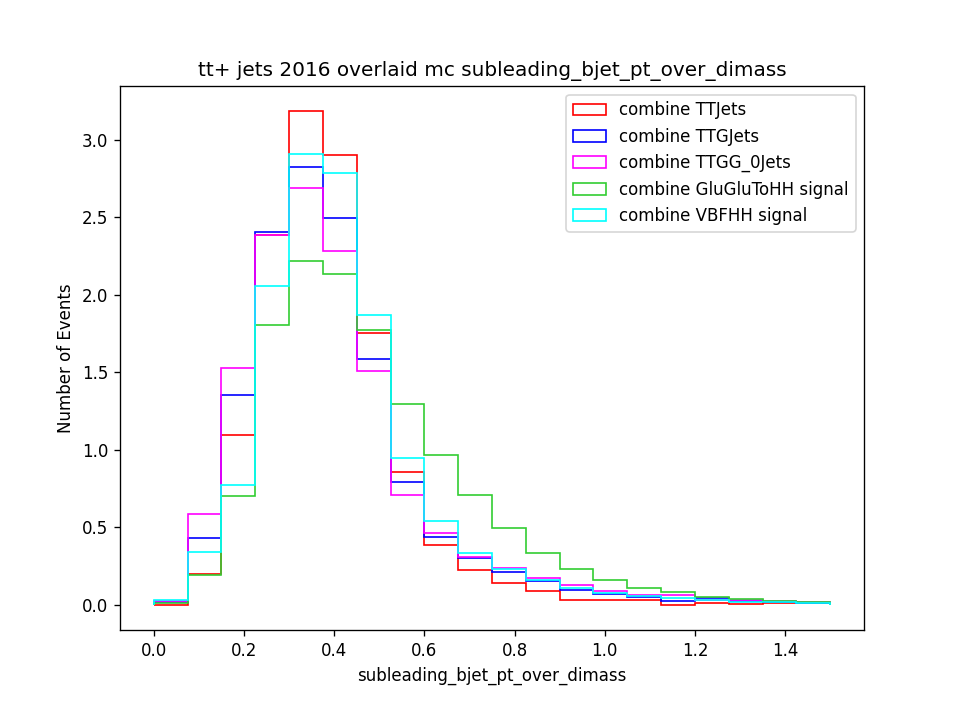 tt+ jets 2016 overlaid mc subleading_bjet_pt_over_dimass
combine TTJets
combine TTGJets
combine TTGG_0Jets
combine GluGluToHH signal
combine VBFHH signal
Number of Events
3.0
2.5
2.0
1.5
1.0
0.5
0.0
0.0 0.2 0.4 0.6 0.8 1.0 1.2 1.4
subleading_bjet_pt_over_dimass